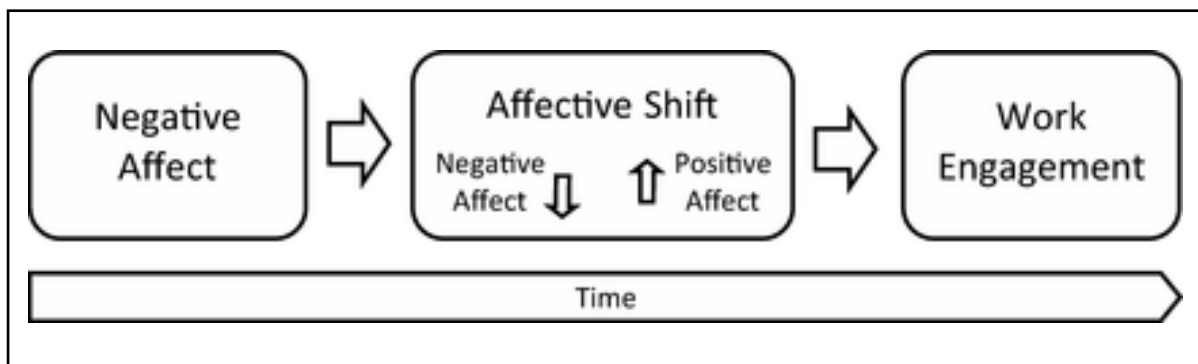 Negative
Affect
Affective Shift
Negative
Affect
Positive
Affect
Work
Engagement
Time